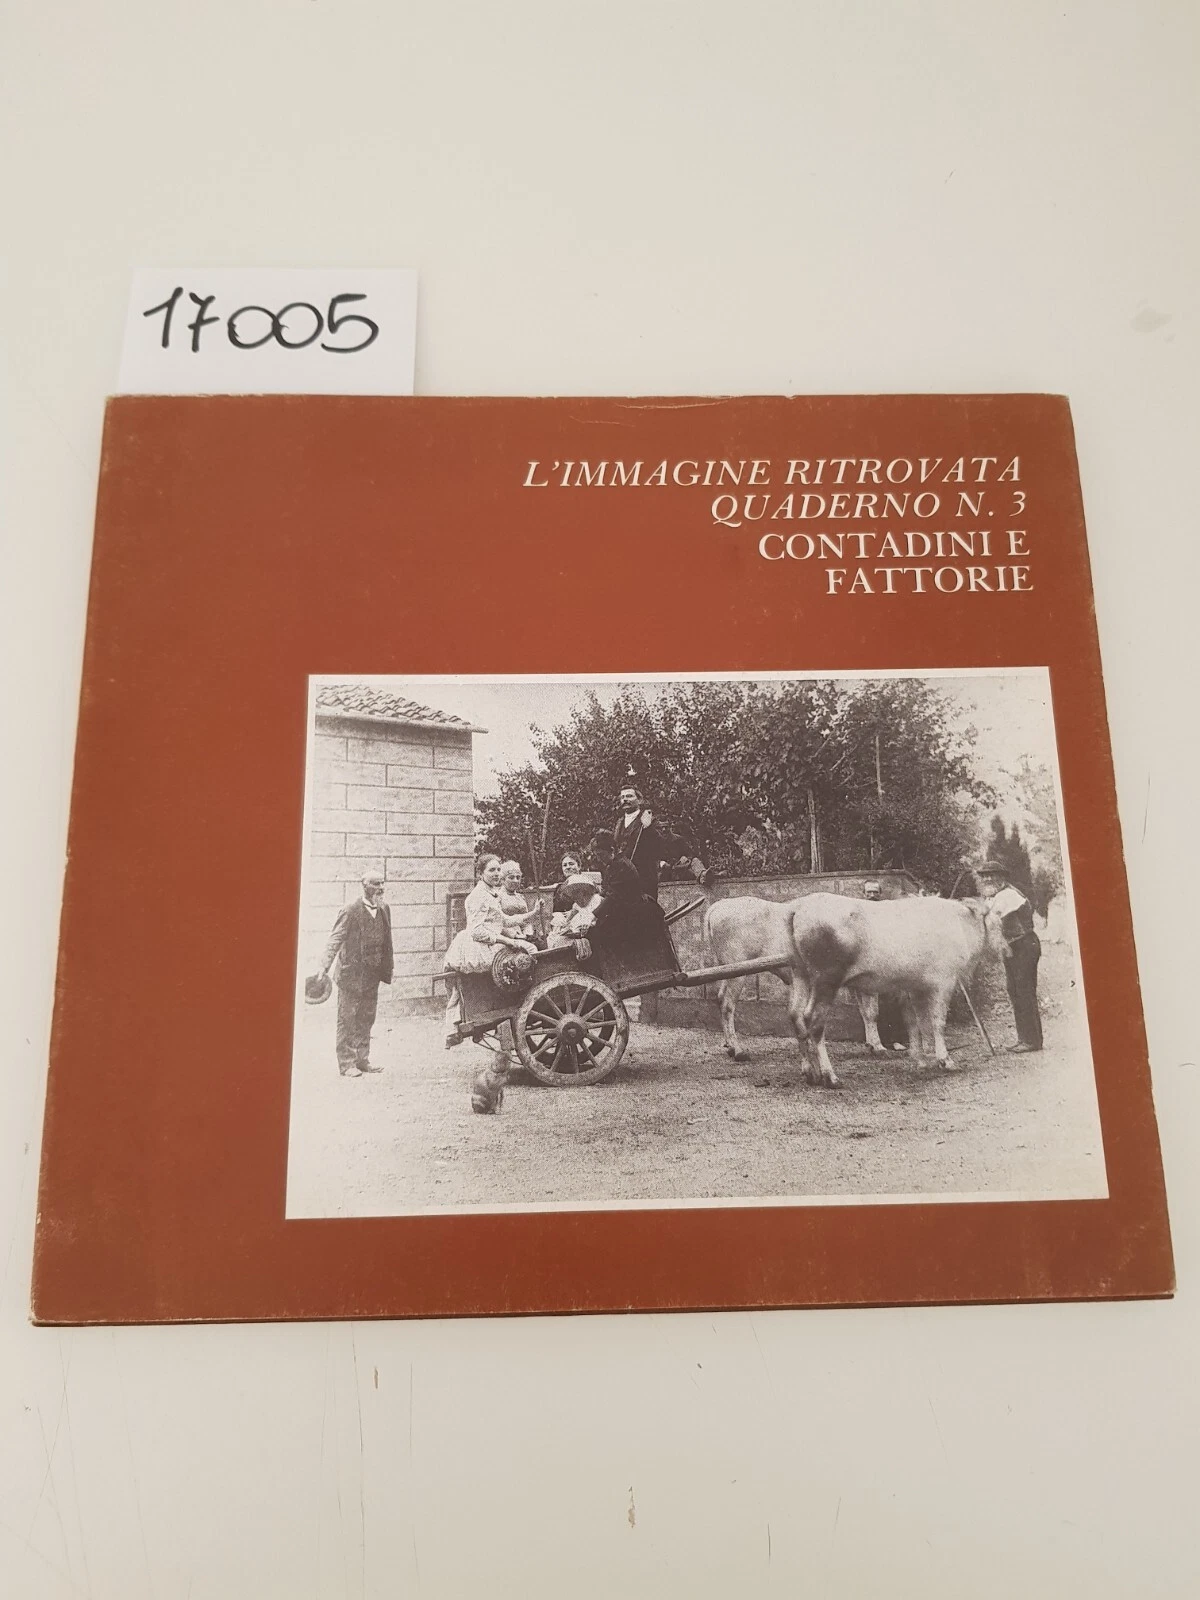 17005
L'IMMAGINE RITROVATA
QUADERNO N. 3
CONTADINI E
FATTORIE